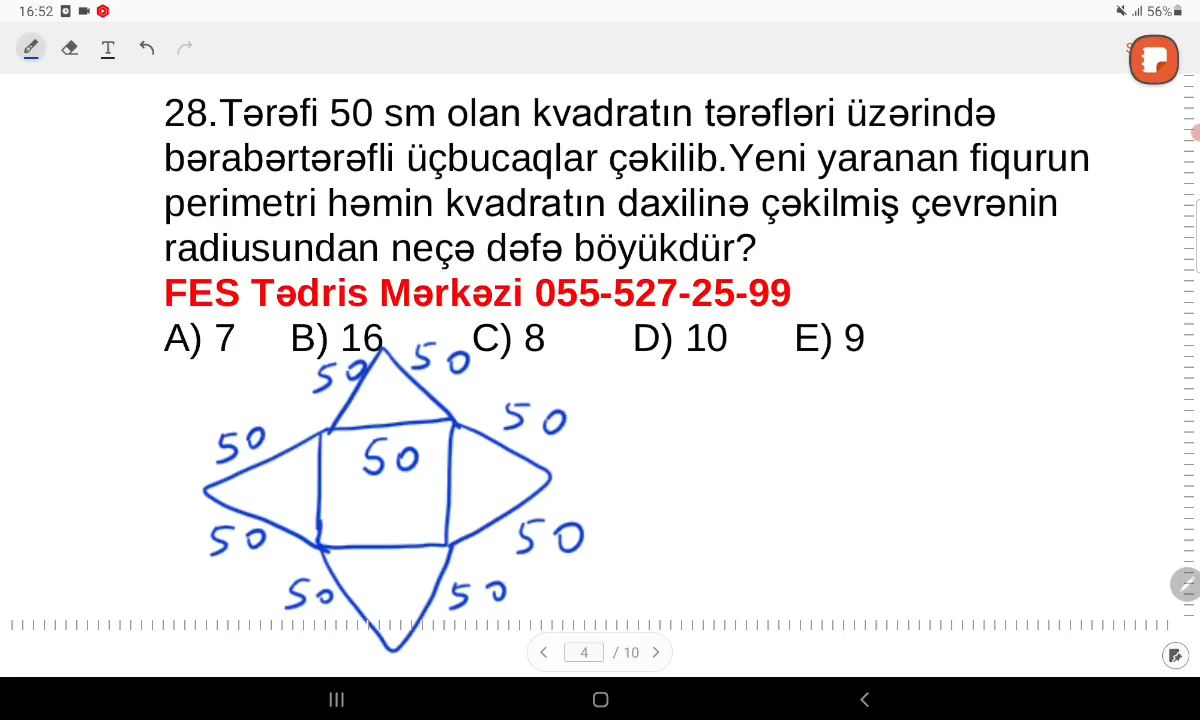 16:52
56%
28.Tərəfi 50 sm olan kvadratın tərəfləri üzərində
bərabərtərəfli üçbucaqlar çəkilib.Yeni yaranan fiqurun
perimetri həmin kvadratın daxilinə çəkilmiş çevrənin
radiusundan neçə dəfə böyükdür?
FES Tədris Mərkəzi 055-527-25-99
A) 7 B) 16 C) 8 D) 10 E) 9
50 50
50 50
50
50 50
50 50
4 / 10